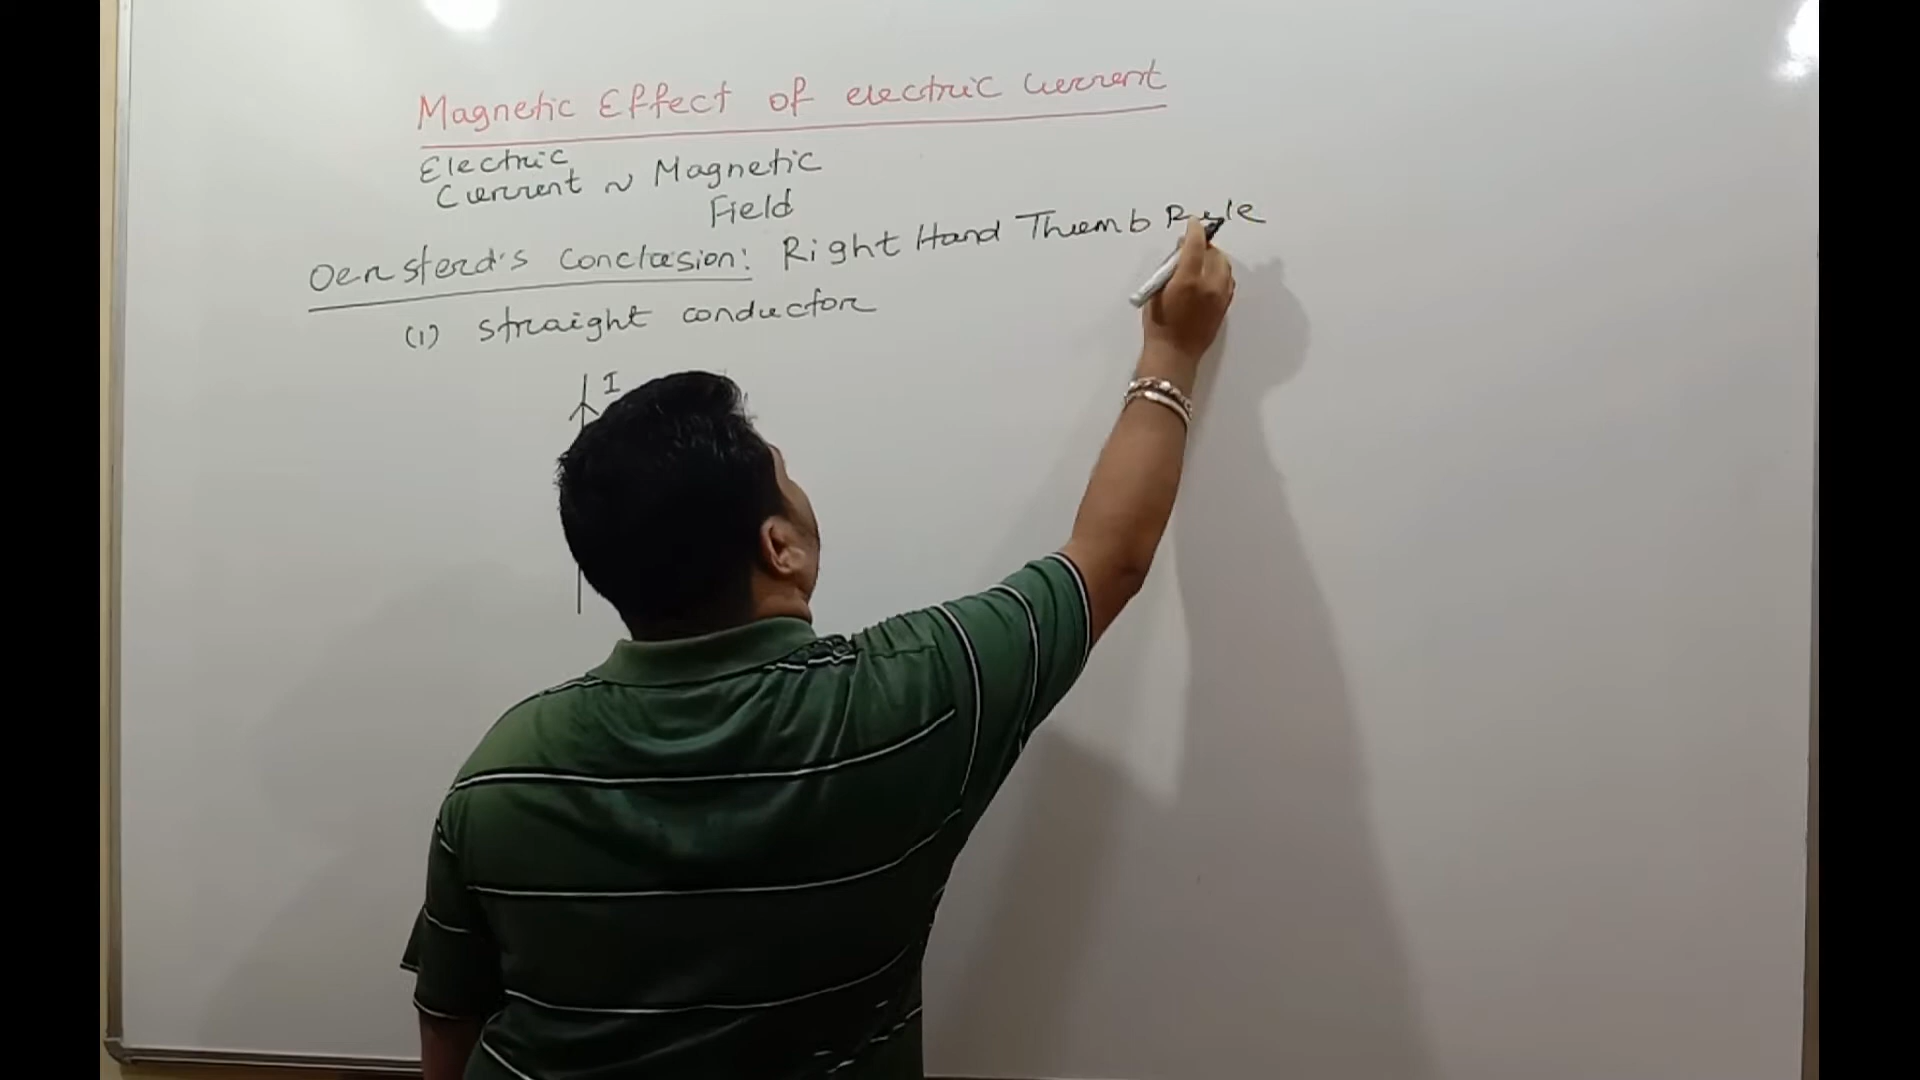 Magnetic Effect of electric current
Electric
Current ~ Magnetic
Field
Oersterd's Conclusion: Right Hand Thumb Rule
(1) straight conductor
I